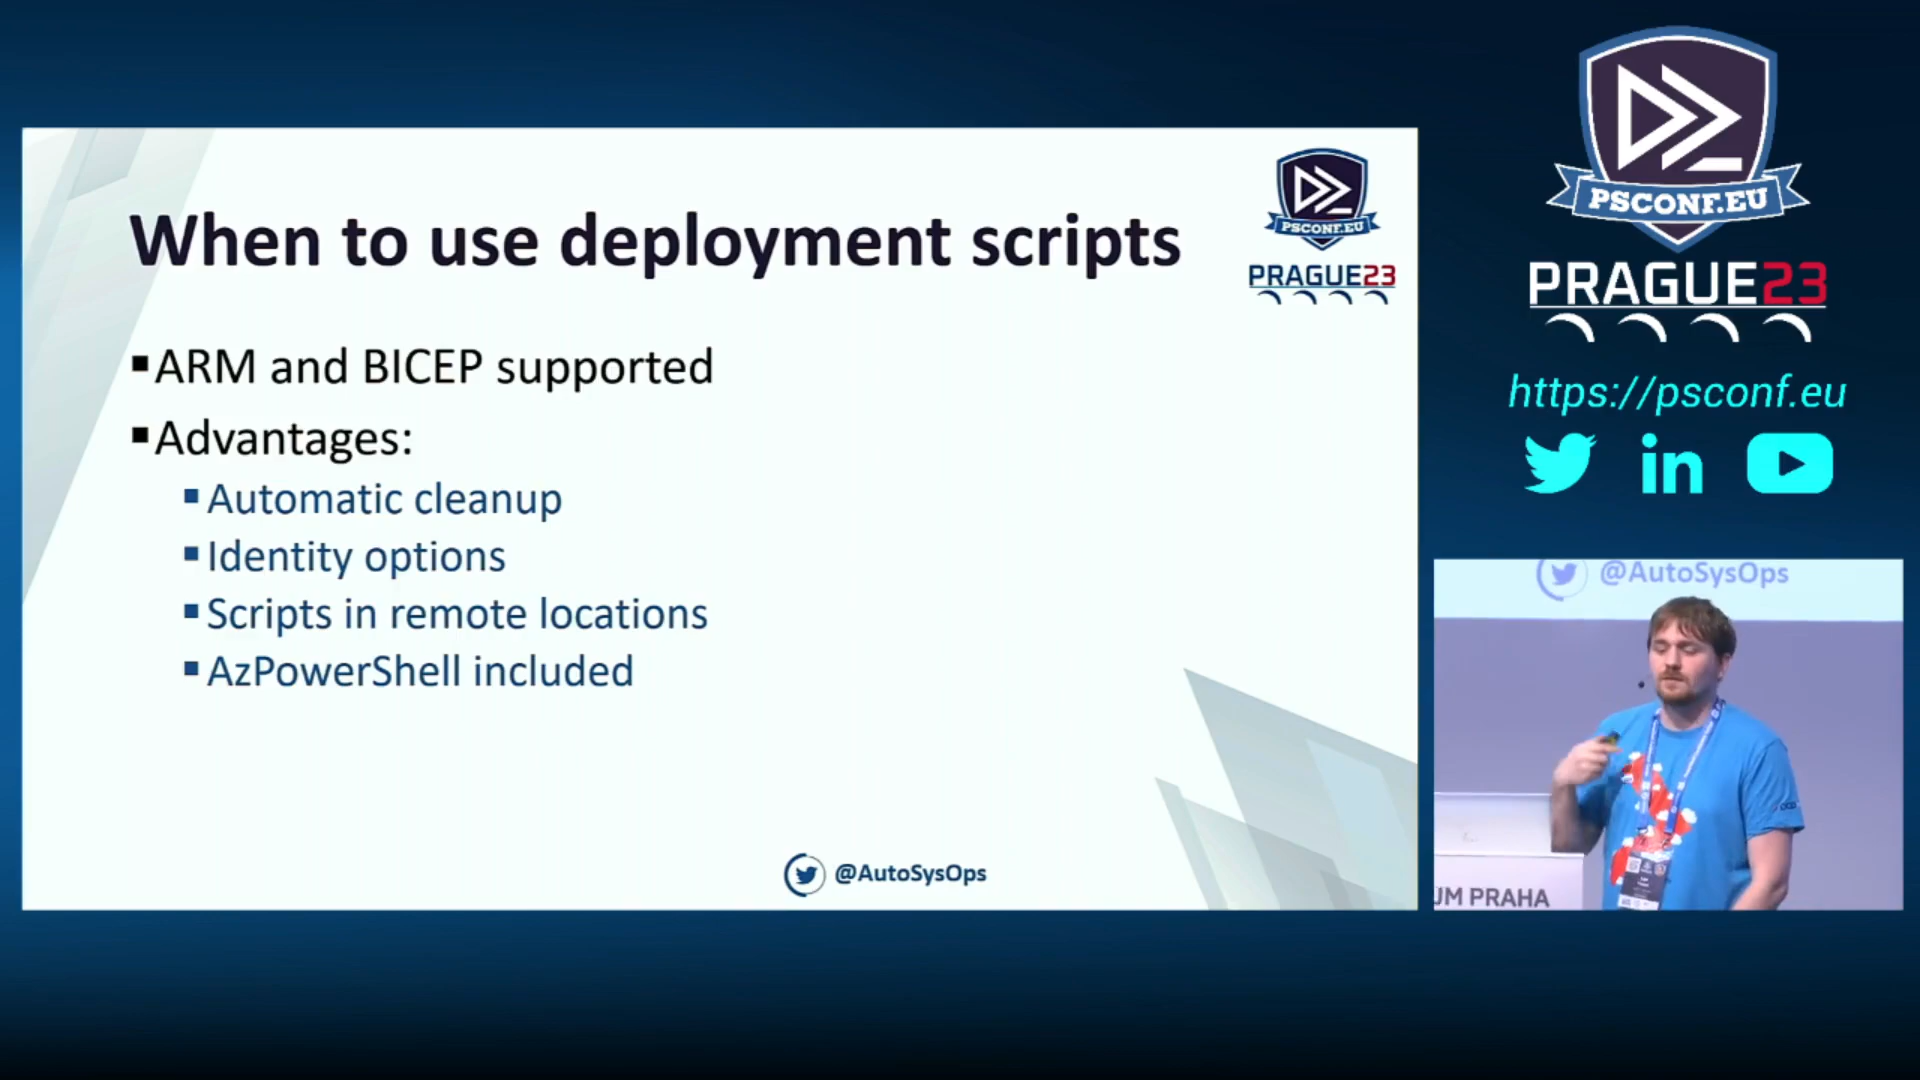 When to use deployment scripts
PSCONF.EU
PRAGUE23
ARM and BICEP supported
Advantages:
Automatic cleanup
Identity options
Scripts in remote locations
AzPowerShell included
@AutoSysOps
PSCONF.EU
PRAGUE23
https://psconf.eu
in
@AutoSysOps
UM PRAHA